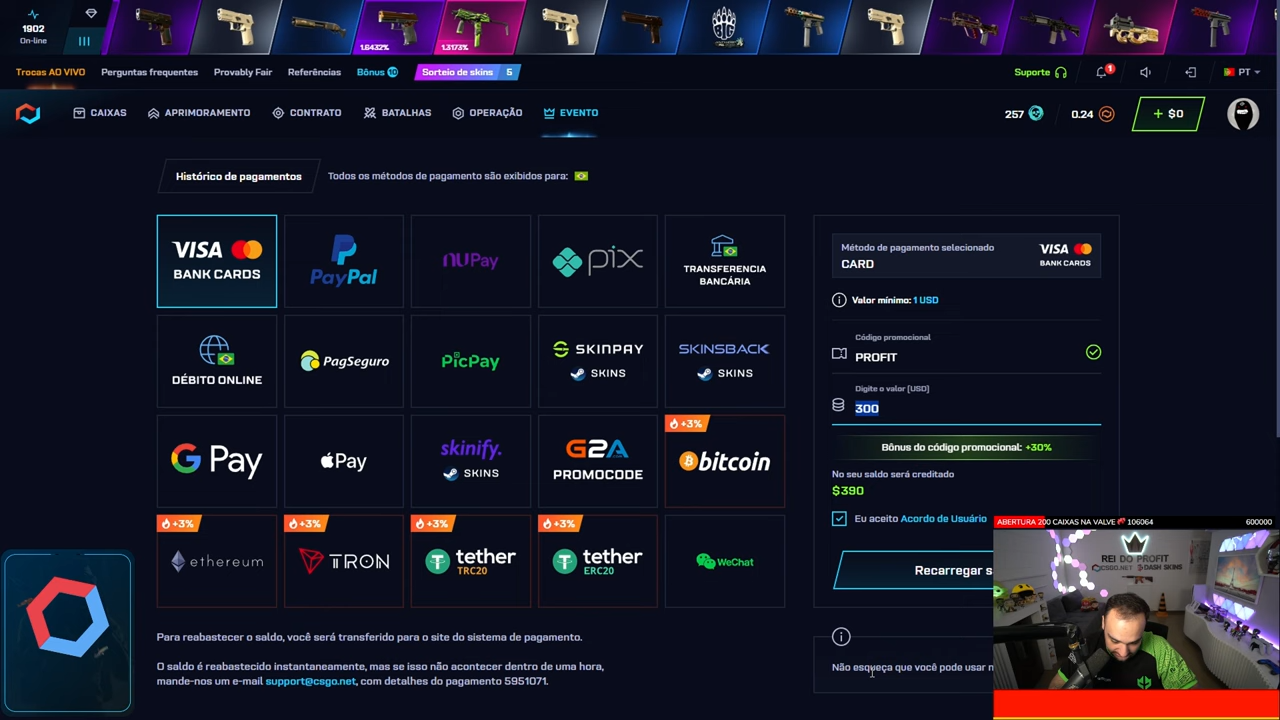 1902
On-line
1.6432%
1.3173%
Trocas AO VIVO
Perguntas frequentes
Provably Fair
Referências
Bônus 10
Sorteio de skins 5
Suporte
1
PT
CAIXAS
APRIMORAMENTO
CONTRATO
BATALHAS
OPERAÇÃO
EVENTO
257
0.24
+ $0
Histórico de pagamentos
Todos os métodos de pagamento são exibidos para:
VISA
BANK CARDS
PayPal
nuPay
pix
TRANSFERENCIA
BANCÁRIA
DÉBITO ONLINE
PagSeguro
PicPay
SKINPAY
SKINS
SKINSBACK
SKINS
G Pay
Pay
skinify.
SKINS
G2A
PROMOCODE
+3%
bitcoin
+3%
ethereum
+3%
TRON
+3%
tether
TRC20
+3%
tether
ERC20
WeChat
Para reabastecer o saldo, você será transferido para o site do sistema de pagamento.
O saldo é reabastecido instantaneamente, mas se isso não acontecer dentro de uma hora,
mande-nos um e-mail support@csgo.net, com detalhes do pagamento 5951071.
Método de pagamento selecionado
CARD
VISA
BANK CARDS
Valor mínimo: 1 USD
Código promocional
PROFIT
Digite o valor [USD]
300
Bônus do código promocional: +30%
No seu saldo será creditado
$390
Eu aceito Acordo de Usuário
Recarregar s
Não esqueça que você pode usar
ABERTURA 200 CAIXAS NA VALVE 106064 600000
REI DO PROFIT
CSGO.NET DASH SKINS